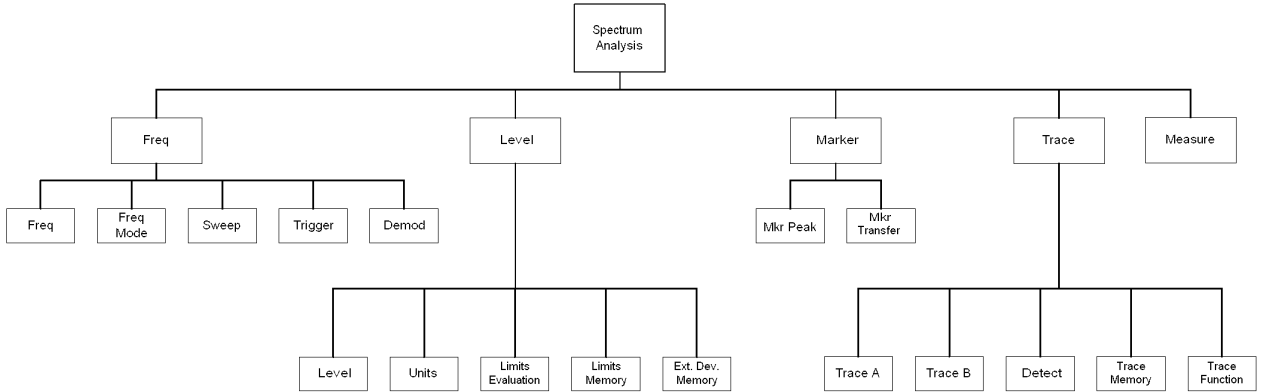 Spectrum
Analysis
Freq
Level
Marker
Trace
Measure
Freq
Freq
Mode
Sweep
Trigger
Demod
Mkr Peak
Mkr
Transfer
Level
Units
Limits
Evaluation
Limits
Memory
Ext. Dev.
Memory
Trace A
Trace B
Detect
Trace
Memory
Trace
Function